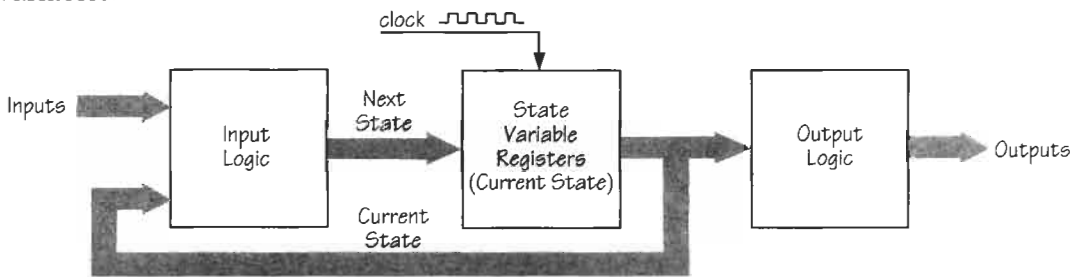 clock
Inputs
Input
Logic
Next
State
State
Variable
Registers
(Current State)
Output
Logic
Outputs
Current
State